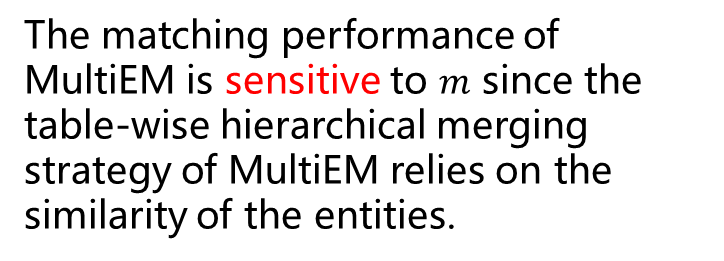 The matching performance of
MultiEM is sensitive to m since the
table-wise hierarchical merging
strategy of MultiEM relies on the
similarity of the entities.